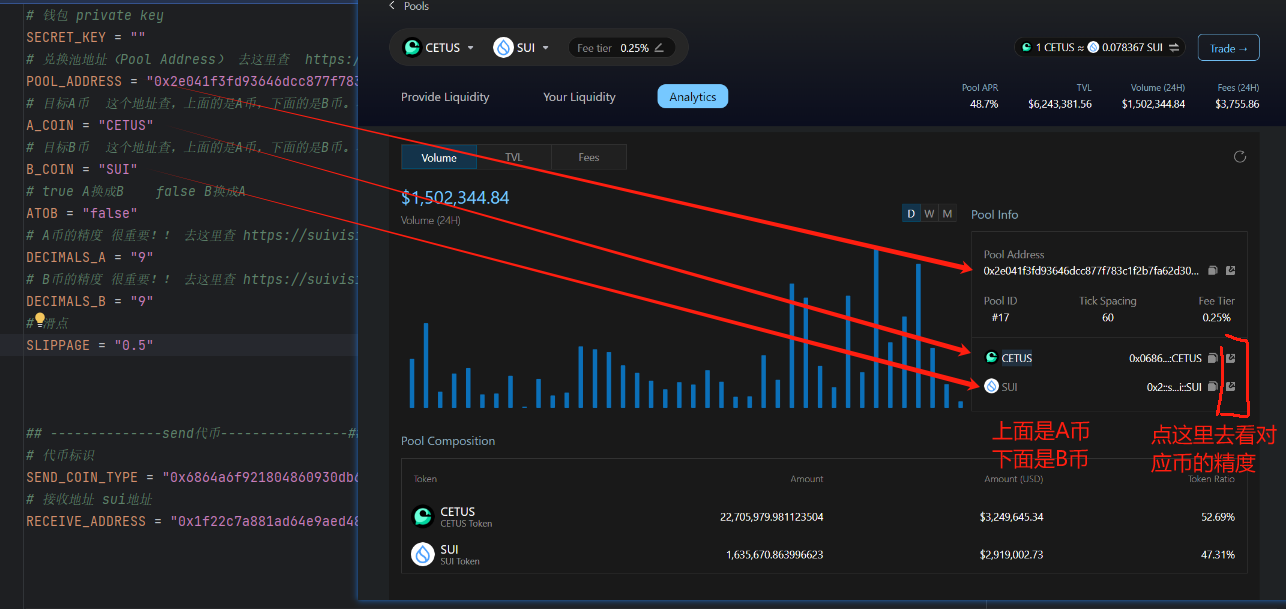 # 钱包 private key
SECRET_KEY = ""
# 兑换池地址（Pool Address） 去这里查 https:/
POOL_ADDRESS = "0x2e041f3fd93646dcc877f783
# 目标A币 这个地址查，上面的是A币，下面的是B币。
A_COIN = "CETUS"
# 目标B币 这个地址查，上面的是A币，下面的是B币。
B_COIN = "SUI"
# true A换成B false B换成A
ATOB = "false"
# A币的精度 很重要！！ 去这里查 https://suivis
DECIMALS_A = "9"
# B币的精度 很重要！！ 去这里查 https://suivis
DECIMALS_B = "9"
# 滑点
SLIPPAGE = "0.5"
## --------------send代币----------------##
# 代币标识
SEND_COIN_TYPE = "0x6864a6f921804860930db6
# 接收地址 sui地址
RECEIVE_ADDRESS = "0x1f22c7a881ad64e9aed48
Pools
CETUS SUI Fee tier 0.25%
1 CETUS ≈ 0.078367 SUI Trade →
Provide Liquidity Your Liquidity Analytics
Pool APR TVL Volume (24H) Fees (24H)
48.7% $6,243,381.56 $1,502,344.84 $3,755.86
Volume TVL Fees
$1,502,344.84
Volume (24H)
D W M
Pool Info
Pool Address
0x2e041f3fd93646dcc877f783c1f2b7fa62d30...
Pool ID Tick Spacing Fee Tier
#17 60 0.25%
CETUS 0x0686...:CETUS
SUI 0x2::s...i::SUI
上面是A币
下面是B币
点这里去看对
应币的精度
Pool Composition
Token Amount Amount (USD) Token Ratio
CETUS
CETUS Token
22,705,979.981123504 $3,249,645.34 52.69%
SUI
SUI Token
1,635,670.863996623 $2,919,002.73 47.31%